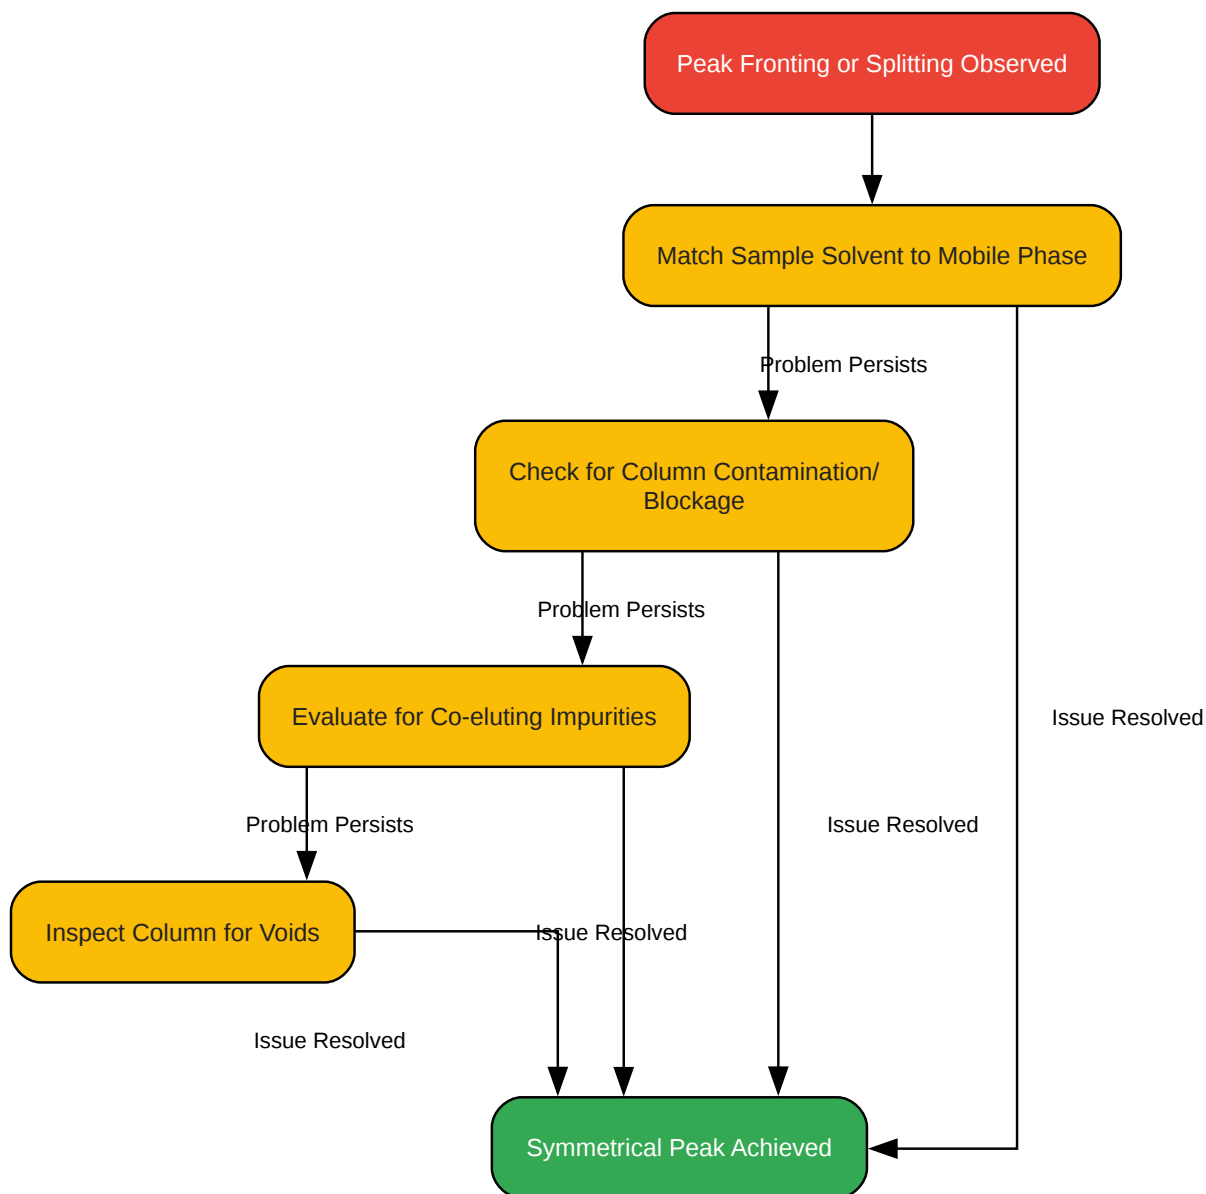 Peak Fronting or Splitting Observed
Match Sample Solvent to Mobile Phase
Problem Persists
Check for Column Contamination/
Blockage
Problem Persists
Evaluate for Co-eluting Impurities
Issue Resolved
Problem Persists
Issue Resolved
Inspect Column for Voids
Issue Resolved
Issue Resolved
Symmetrical Peak Achieved